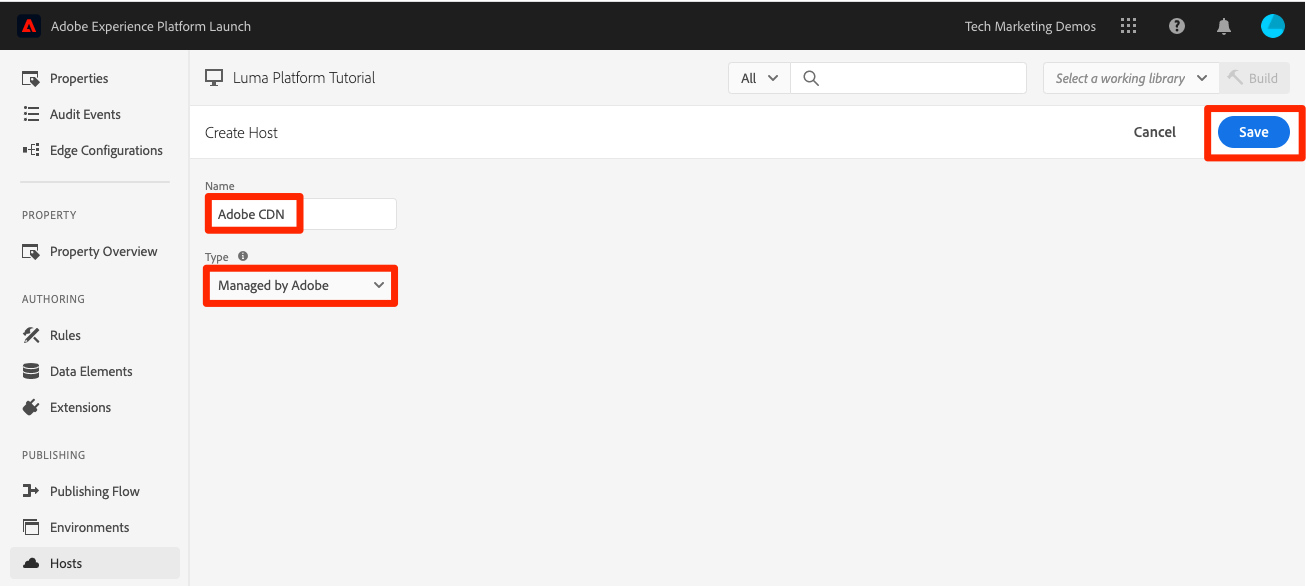 Adobe Experience Platform Launch
Tech Marketing Demos
Properties
Audit Events
Edge Configurations
PROPERTY
Property Overview
AUTHORING
Rules
Data Elements
Extensions
PUBLISHING
Publishing Flow
Environments
Hosts
Luma Platform Tutorial
All
Select a working library
Build
Create Host
Cancel
Save
Name
Adobe CDN
Type
Managed by Adobe